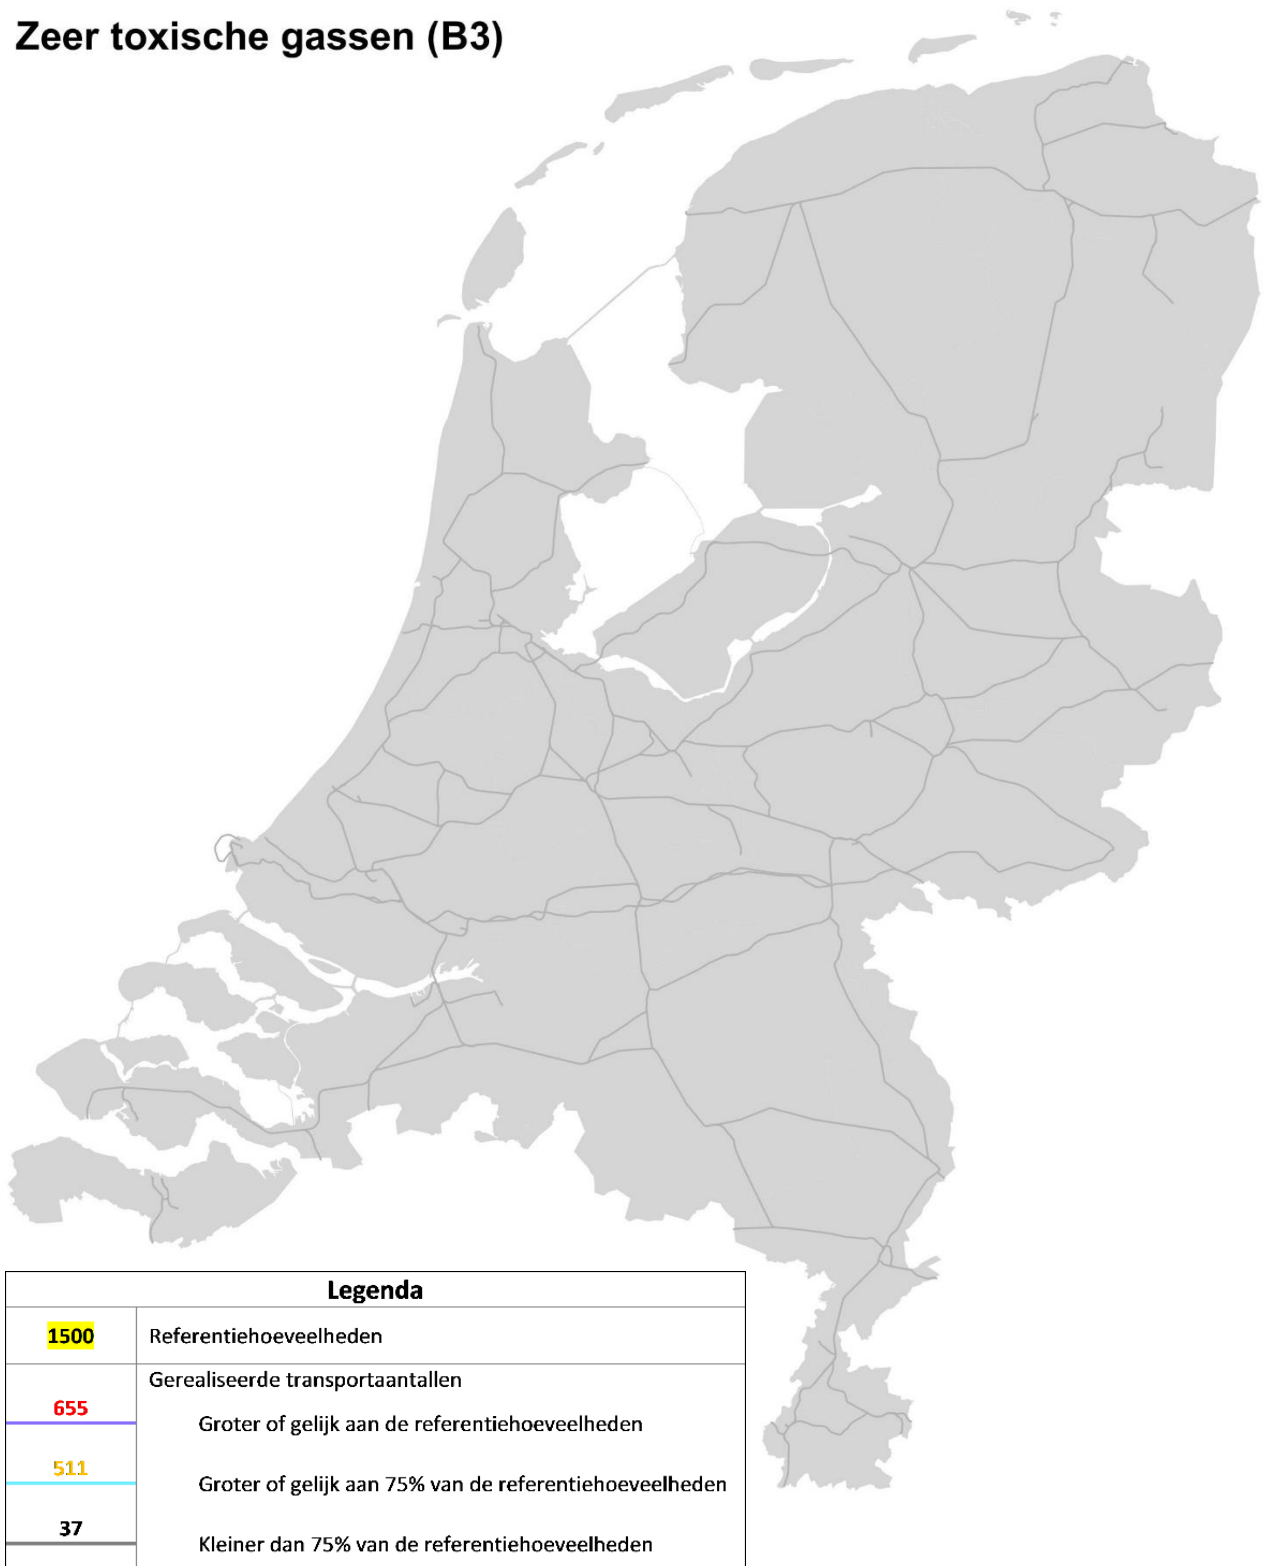 Zeer toxische gassen (B3)
Legenda
1500 Referentiehoeveelheden
Gerealiseerde transportaantallen
655
Groter of gelijk aan de referentiehoeveelheden
511
Groter of gelijk aan 75% van de referentiehoeveelheden
37
Kleiner dan 75% van de referentiehoeveelheden